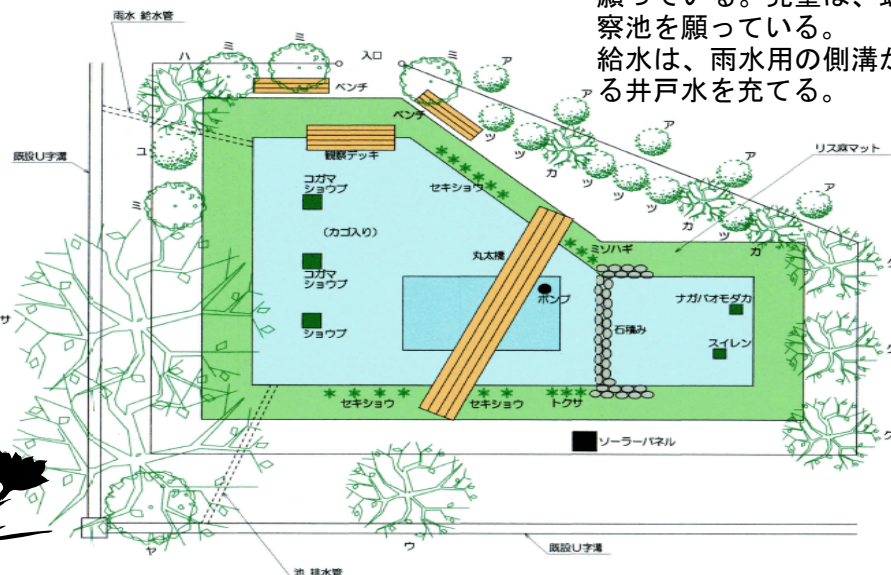 願っている。児童は、
察池を願っている。
給水は、雨水用の側溝か
る井戸水を充てる。
雨水 給水管
ハ
ミ
ミ
入口
ミ
ア
ベンチ
ベンチ
ア
ツ
ツ
ア
既設U字溝
ユ
観察デッキ
カ
ツ
ア
リス麻マット
コガマ
ショウブ
セキショウ
ツ
ツ
ア
ミ
カ
ツ
(カゴ入り)
ミソハギ
カ
丸太橋
ク
コガマ
ショウブ
ポンプ
ナガバオモダカ
サ
ショウブ
石積み
スイレン
ク
セキショウ
セキショウ
トクサ
ソーラーパネル
ク
ヤ
ウ
既設U字溝
池 排水管